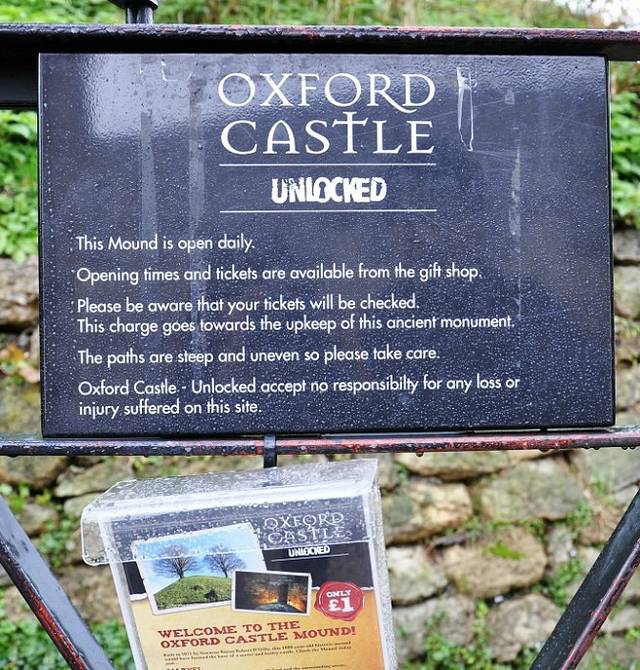 OXFORD
CASTLE
UNLOCKED
This Mound is open daily.
Opening times and tickets are available from the gift shop.
Please be aware that your tickets will be checked.
This charge goes towards the upkeep of this ancient monument.
The paths are steep and uneven so please take care.
Oxford Castle - Unlocked accept no responsibilty for any loss or
injury suffered on this site.
OXFORD
CASTLE
UNLOCKED
ONLY
£1
WELCOME TO THE
OXFORD CASTLE MOUND!